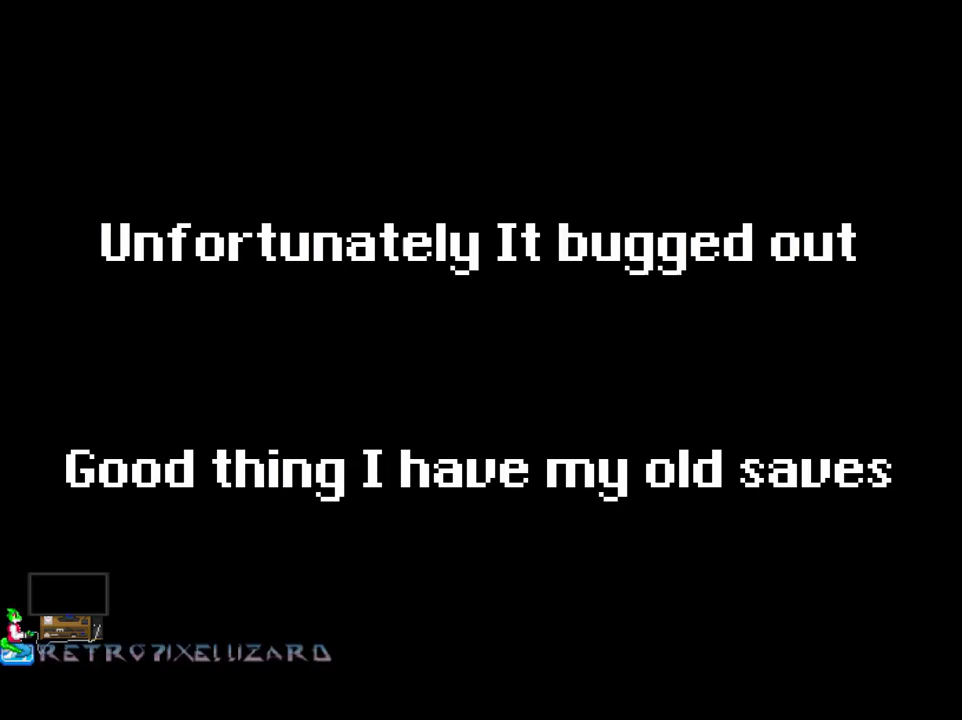 Unfortunately It bugged out
Good thing I have my old saves
RETROPIXELLIZARD